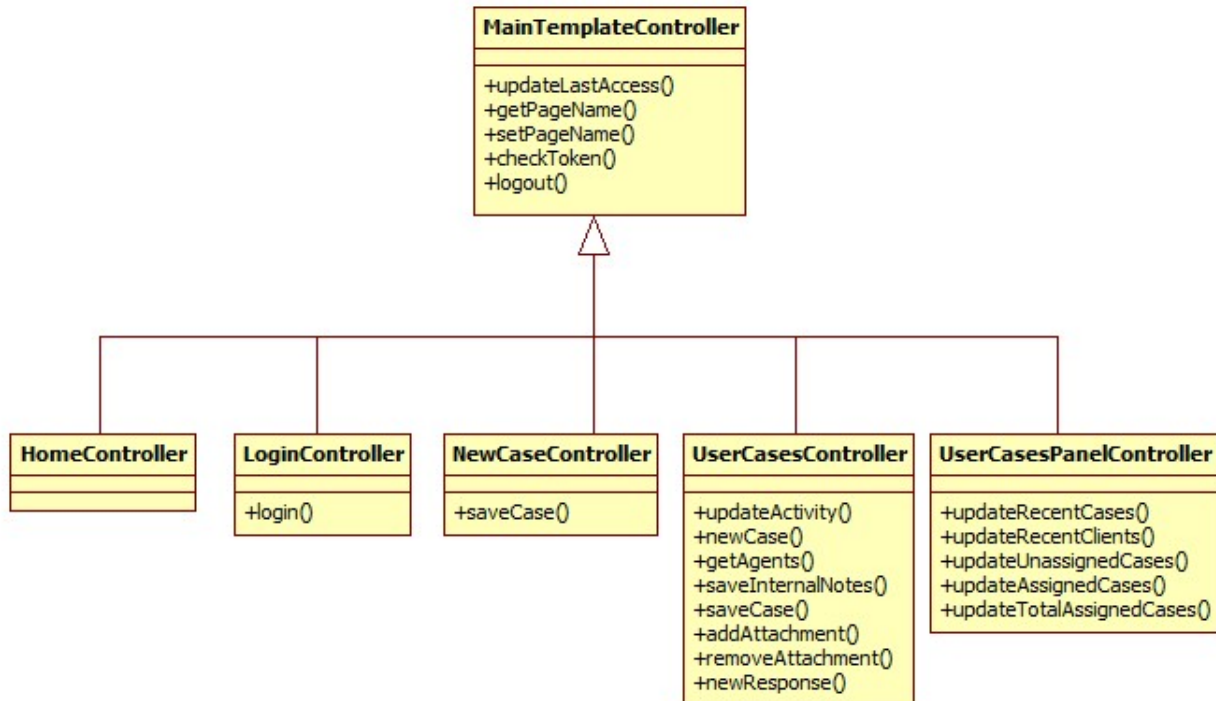 MainTemplateController
+updateLastAccess()
+getPageName()
+setPageName()
+checkToken()
+logout()
HomeController
LoginController
+login()
NewCaseController
+saveCase()
UserCasesController
+updateActivity()
+newCase()
+getAgents()
+saveInternalNotes()
+saveCase()
+addAttachment()
+removeAttachment()
+newResponse()
UserCasesPanelController
+updateRecentCases()
+updateRecentClients()
+updateUnassignedCases()
+updateAssignedCases()
+updateTotalAssignedCases()